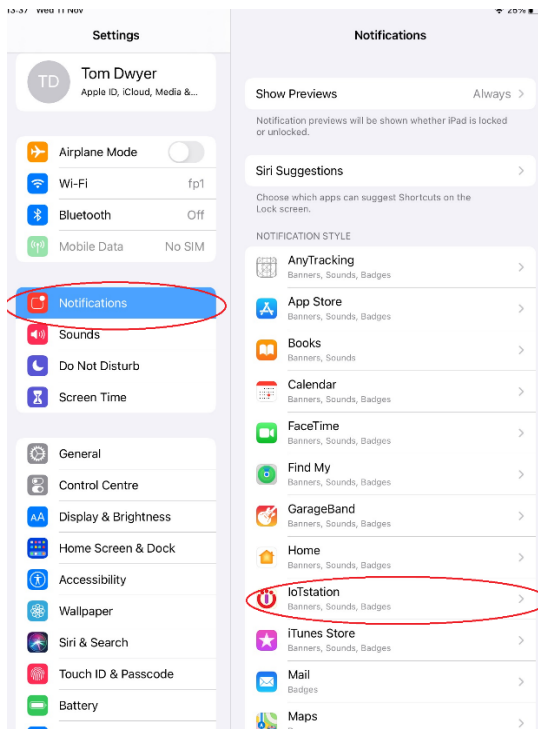 13:37 Wed 11 Nov
26%
Settings
TD
Tom Dwyer
Apple ID, iCloud, Media &...
Airplane Mode
Wi-Fi fp1
Bluetooth Off
Mobile Data No SIM
Notifications
Sounds
Do Not Disturb
Screen Time
General
Control Centre
AA Display & Brightness
Home Screen & Dock
Accessibility
Wallpaper
Siri & Search
Touch ID & Passcode
Battery
Notifications
Show Previews Always
Notification previews will be shown whether iPad is locked
or unlocked.
Siri Suggestions
Choose which apps can suggest Shortcuts on the
Lock screen.
NOTIFICATION STYLE
AnyTracking
Banners, Sounds, Badges
App Store
Banners, Sounds, Badges
Books
Banners, Sounds
Calendar
Banners, Sounds, Badges
FaceTime
Banners, Sounds, Badges
Find My
Banners, Sounds, Badges
GarageBand
Banners, Sounds, Badges
Home
Banners, Sounds, Badges
IoTstation
Banners, Sounds, Badges
iTunes Store
Banners, Sounds, Badges
Mail
Badges
Maps